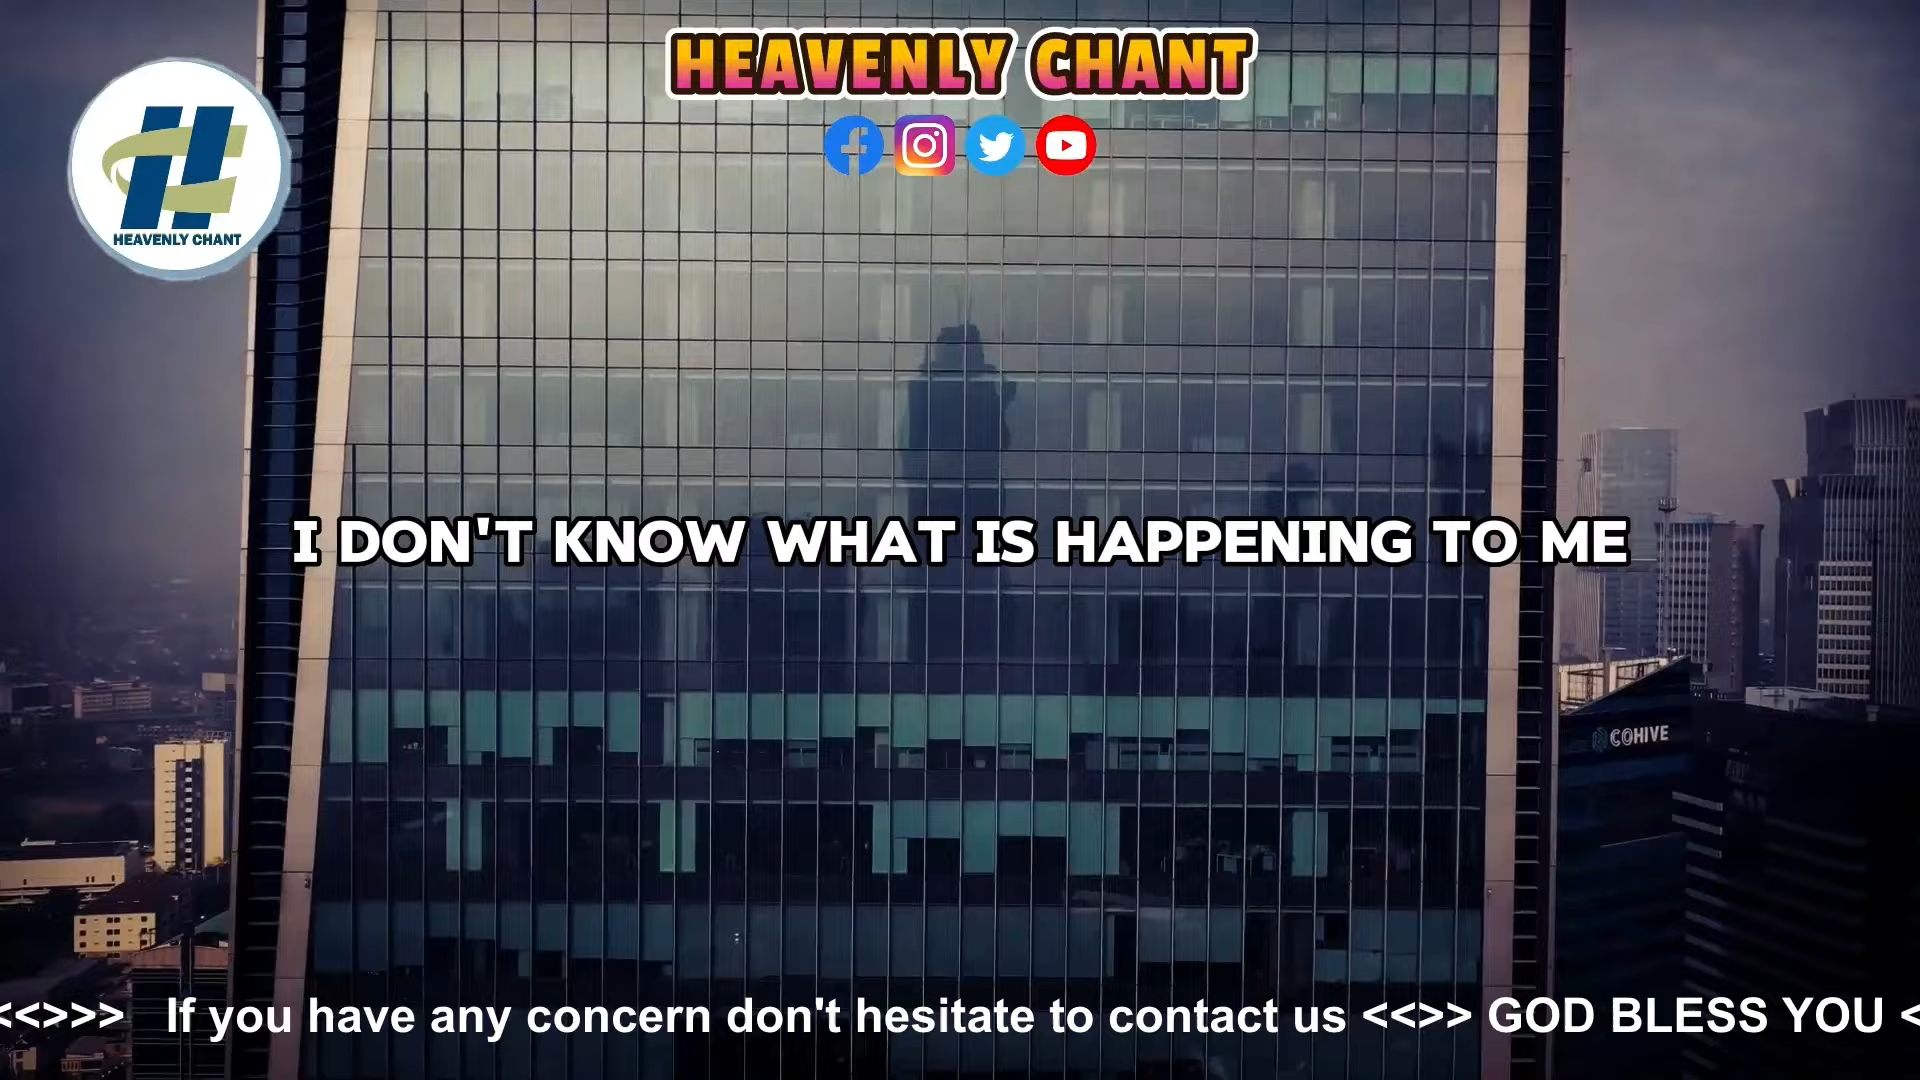 HEAVENLY CHANT
HEAVENLY CHANT
I DON'T KNOW WHAT IS HAPPENING TO ME
COHIVE
<<>>> If you have any concern don't hesitate to contact us <<>> GOD BLESS YOU <